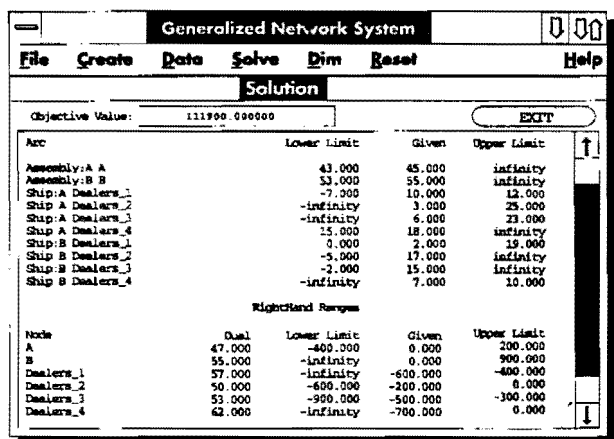 Generalized Network System
File Create Data Solve Dim Reset Help
Solution
Objective Value: 111900.000000 EXIT
Arc Lower Limit Given Upper Limit
Assembly:A A 43.000 45.000 infinity
Assembly:B B 53.000 55.000 infinity
Ship:A Dealers_1 -7.000 10.000 12.000
Ship A Dealers_2 -infinity 3.000 25.000
Ship:A Dealers_3 -infinity 6.000 23.000
Ship A Dealers_4 15.000 18.000 infinity
Ship:B Dealers_1 0.000 2.000 19.000
Ship B Dealers_2 -5.000 17.000 infinity
Ship:B Dealers_3 -2.000 15.000 infinity
Ship B Dealers_4 -infinity 7.000 10.000
RightHand Ranges
Node Dual Lower Limit Given Upper Limit
A 47.000 -400.000 0.000 200.000
B 55.000 -infinity 0.000 900.000
Dealers_1 57.000 -infinity -600.000 -400.000
Dealers_2 50.000 -600.000 -200.000 0.000
Dealers_3 53.000 -900.000 -500.000 -300.000
Dealers_4 62.000 -infinity -700.000 0.000